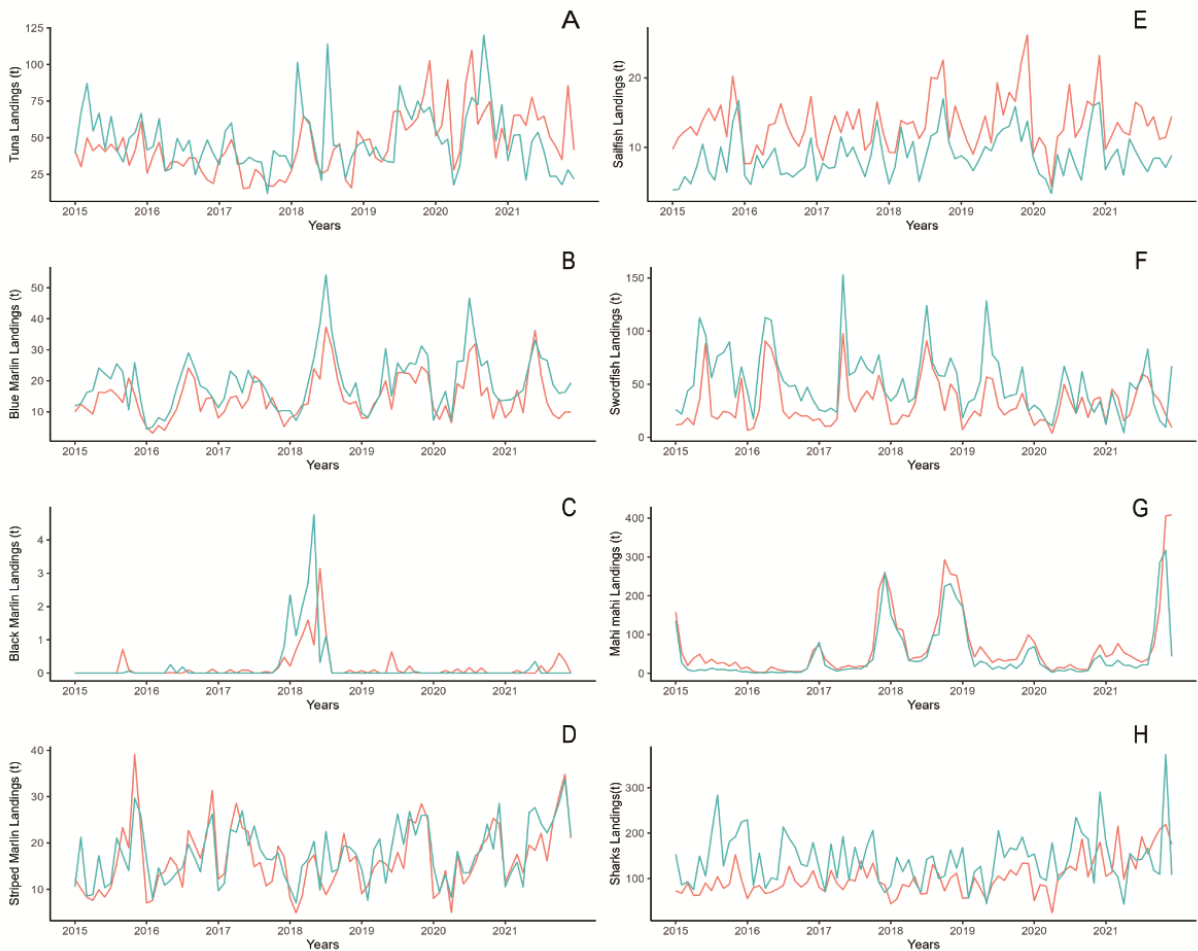 A
Tuna Landings (t)
125
100
75
50
25
2015 2016 2017 2018 2019 2020 2021
Years
B
Blue Marlin Landings (t)
50
40
30
20
10
2015 2016 2017 2018 2019 2020 2021
Years
C
Black Marlin Landings (t)
4
3
2
1
0
2015 2016 2017 2018 2019 2020 2021
Years
D
Striped Marlin Landings (t)
40
30
20
10
2015 2016 2017 2018 2019 2020 2021
Years
E
Sailfish Landings (t)
20
10
2015 2016 2017 2018 2019 2020 2021
Years
F
Swordfish Landings (t)
150
100
50
0
2015 2016 2017 2018 2019 2020 2021
Years
G
Mahi mahi Landings (t)
400
300
200
100
0
2015 2016 2017 2018 2019 2020 2021
Years
H
Sharks Landings(t)
300
200
100
2015 2016 2017 2018 2019 2020 2021
Years